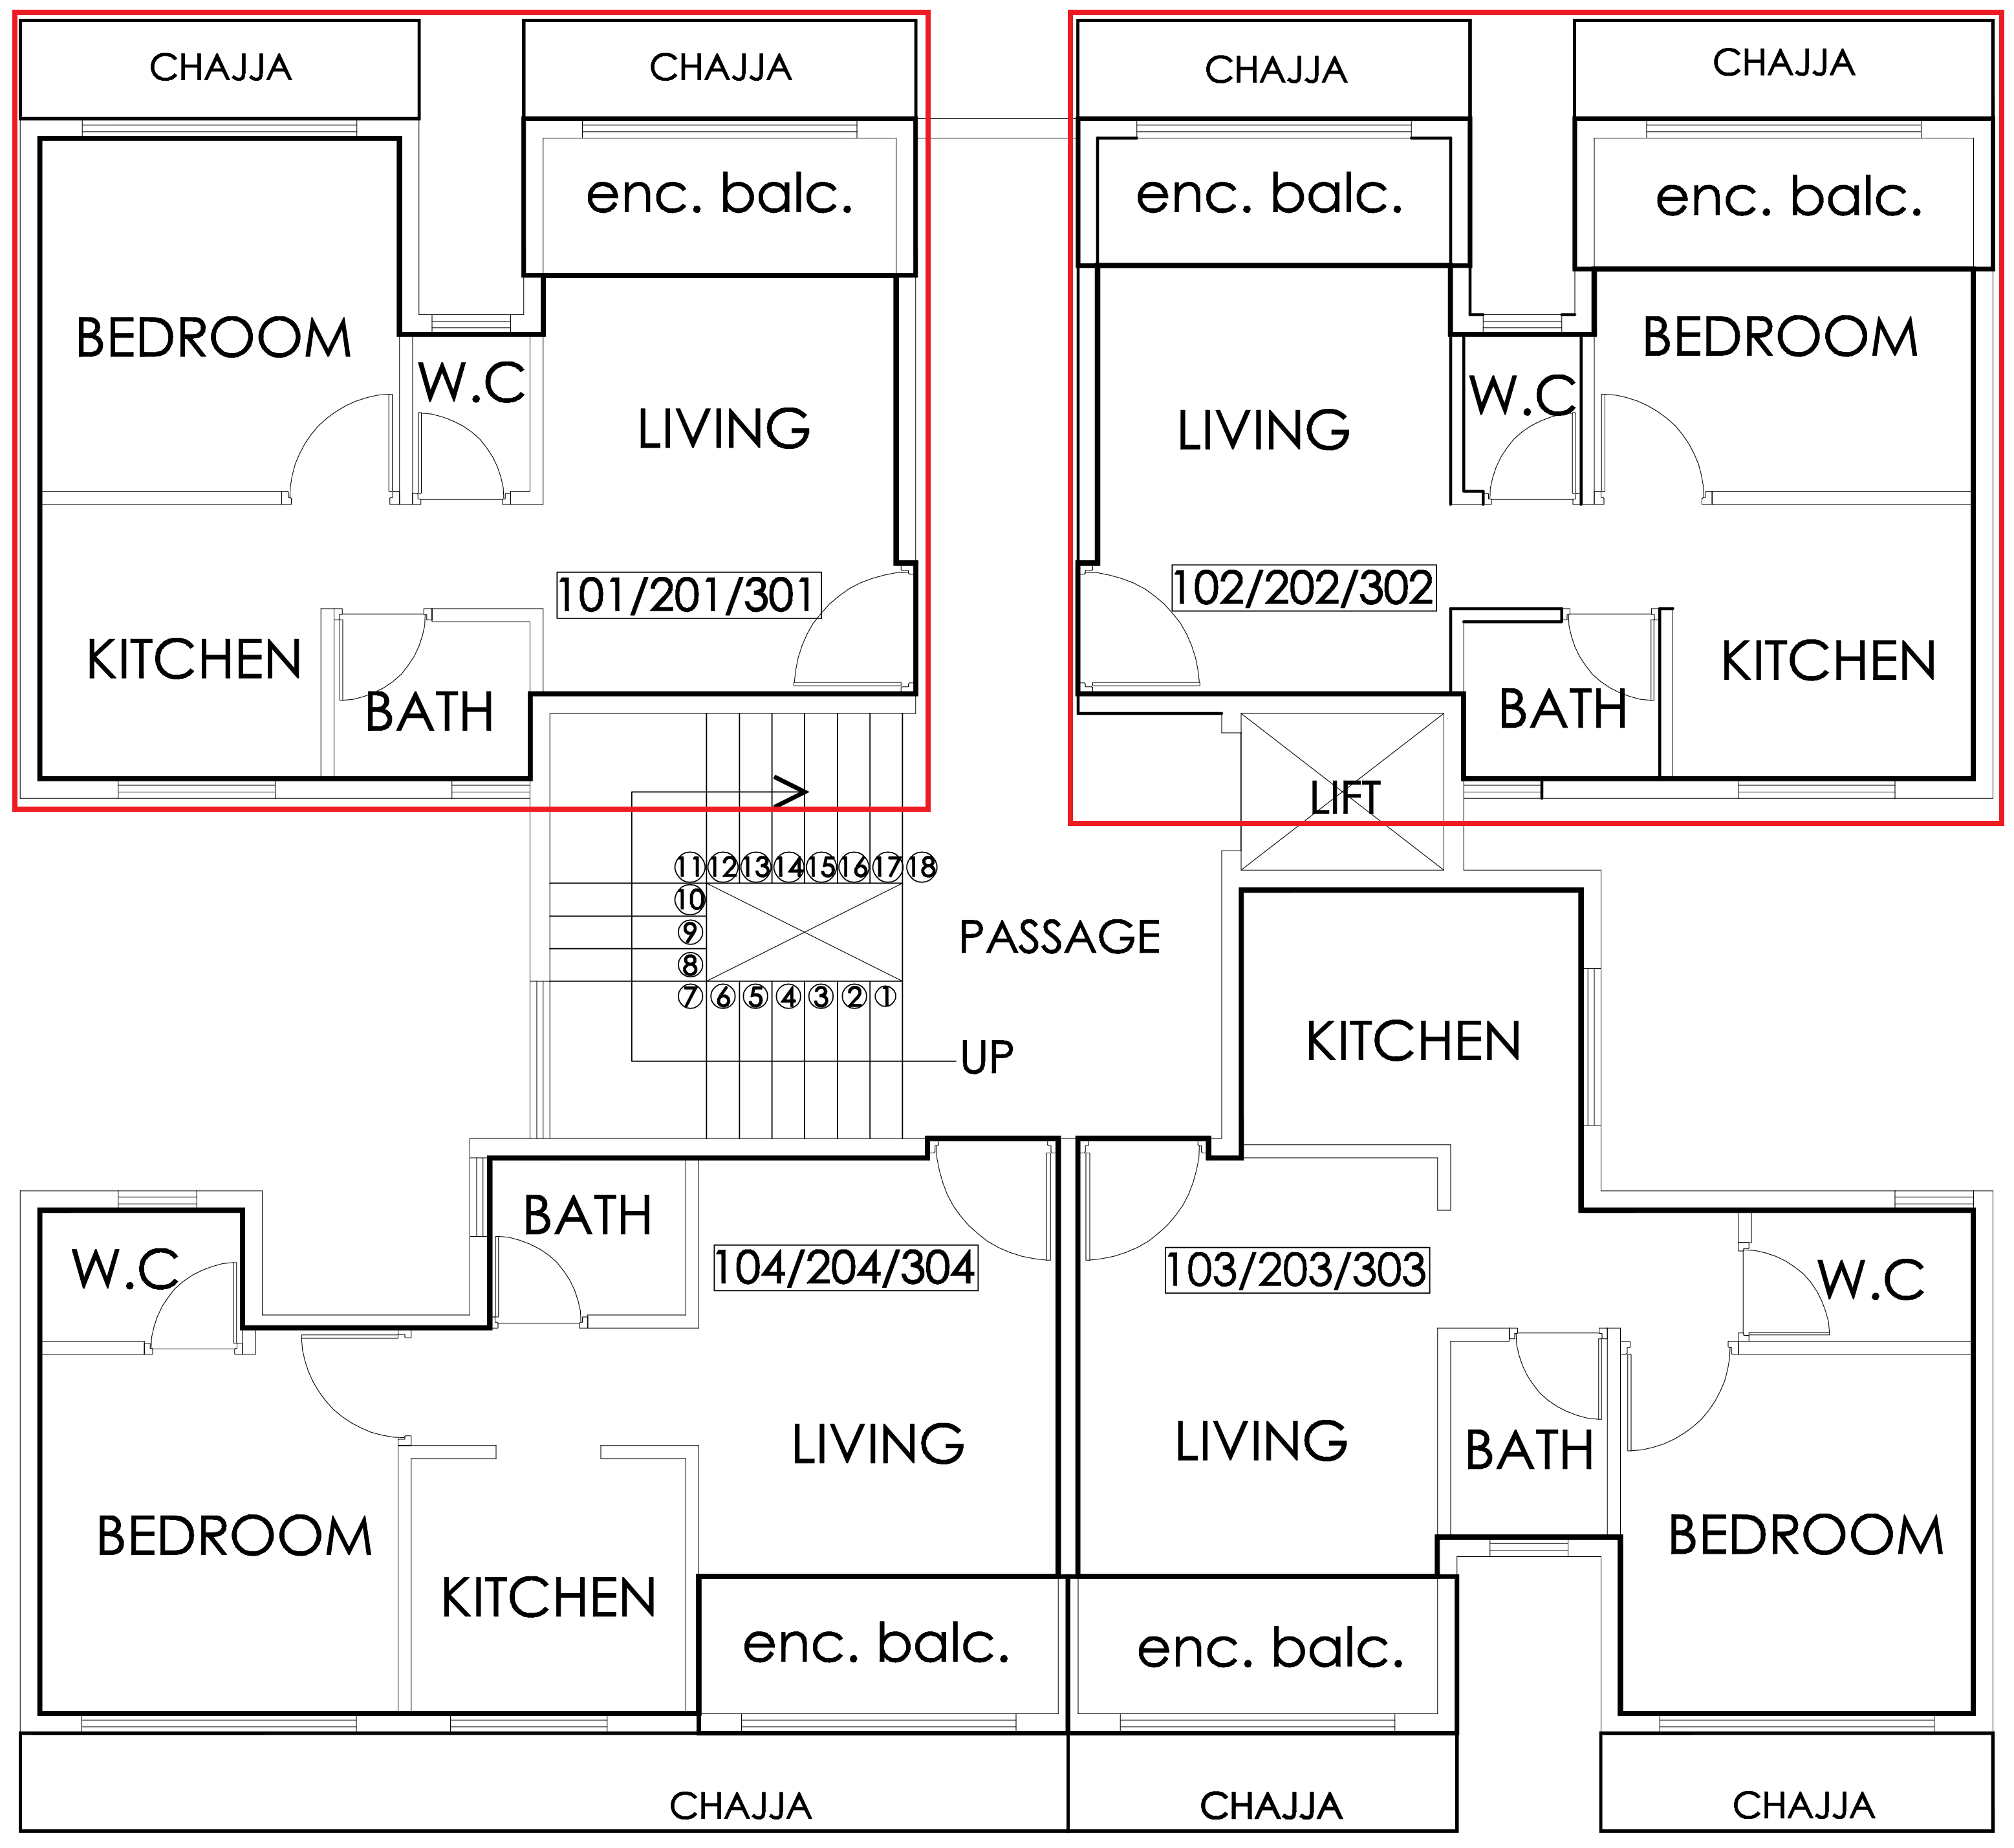 CHAJJA
CHAJJA
CHAJJA
CHAJJA
enc. balc.
enc. balc.
enc. balc.
BEDROOM
W.C
LIVING
LIVING
W.C
BEDROOM
101/201/301
102/202/302
KITCHEN
BATH
BATH
KITCHEN
LIFT
11 12 13 14 15 16 17 18
10
9
8
7 6 5 4 3 2 1
PASSAGE
UP
KITCHEN
W.C
BATH
104/204/304
103/203/303
W.C
LIVING
LIVING
BATH
BEDROOM
KITCHEN
BEDROOM
enc. balc.
enc. balc.
CHAJJA
CHAJJA
CHAJJA